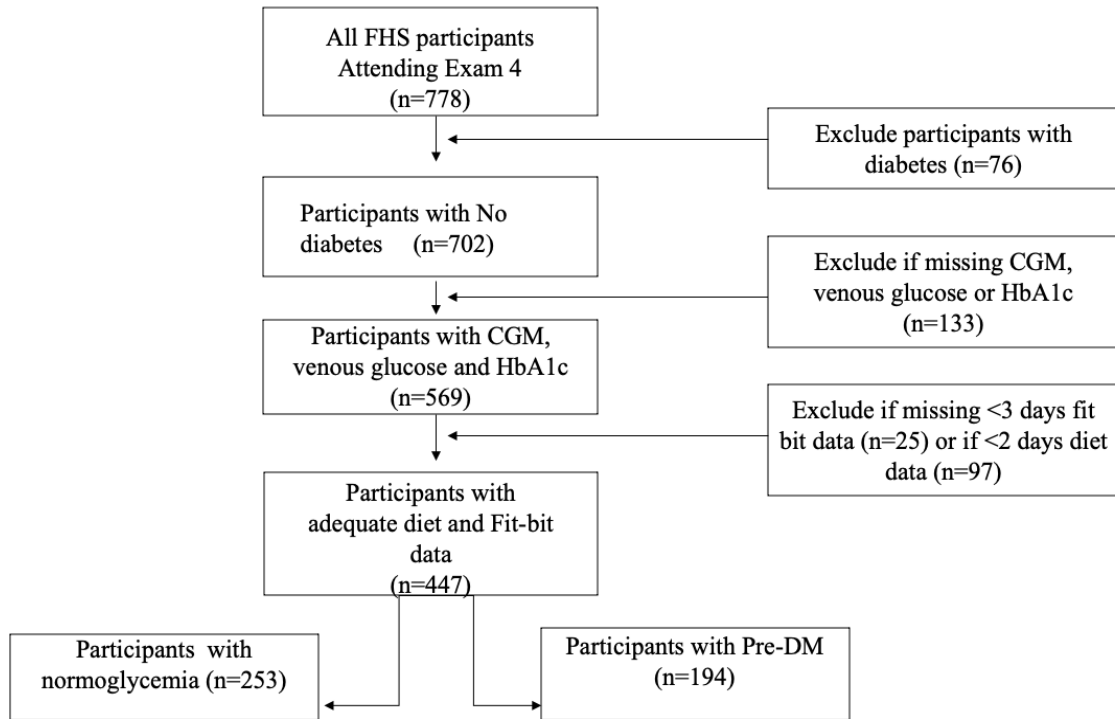 All FHS participants
Attending Exam 4
(n=778)
Exclude participants with
diabetes (n=76)
Participants with No
diabetes (n=702)
Exclude if missing CGM,
venous glucose or HbA1c
(n=133)
Participants with CGM,
venous glucose and HbA1c
(n=569)
Exclude if missing <3 days fit
bit data (n=25) or if <2 days diet
data (n=97)
Participants with
adequate diet and Fit-bit
data
(n=447)
Participants with
normoglycemia (n=253)
Participants with Pre-DM
(n=194)